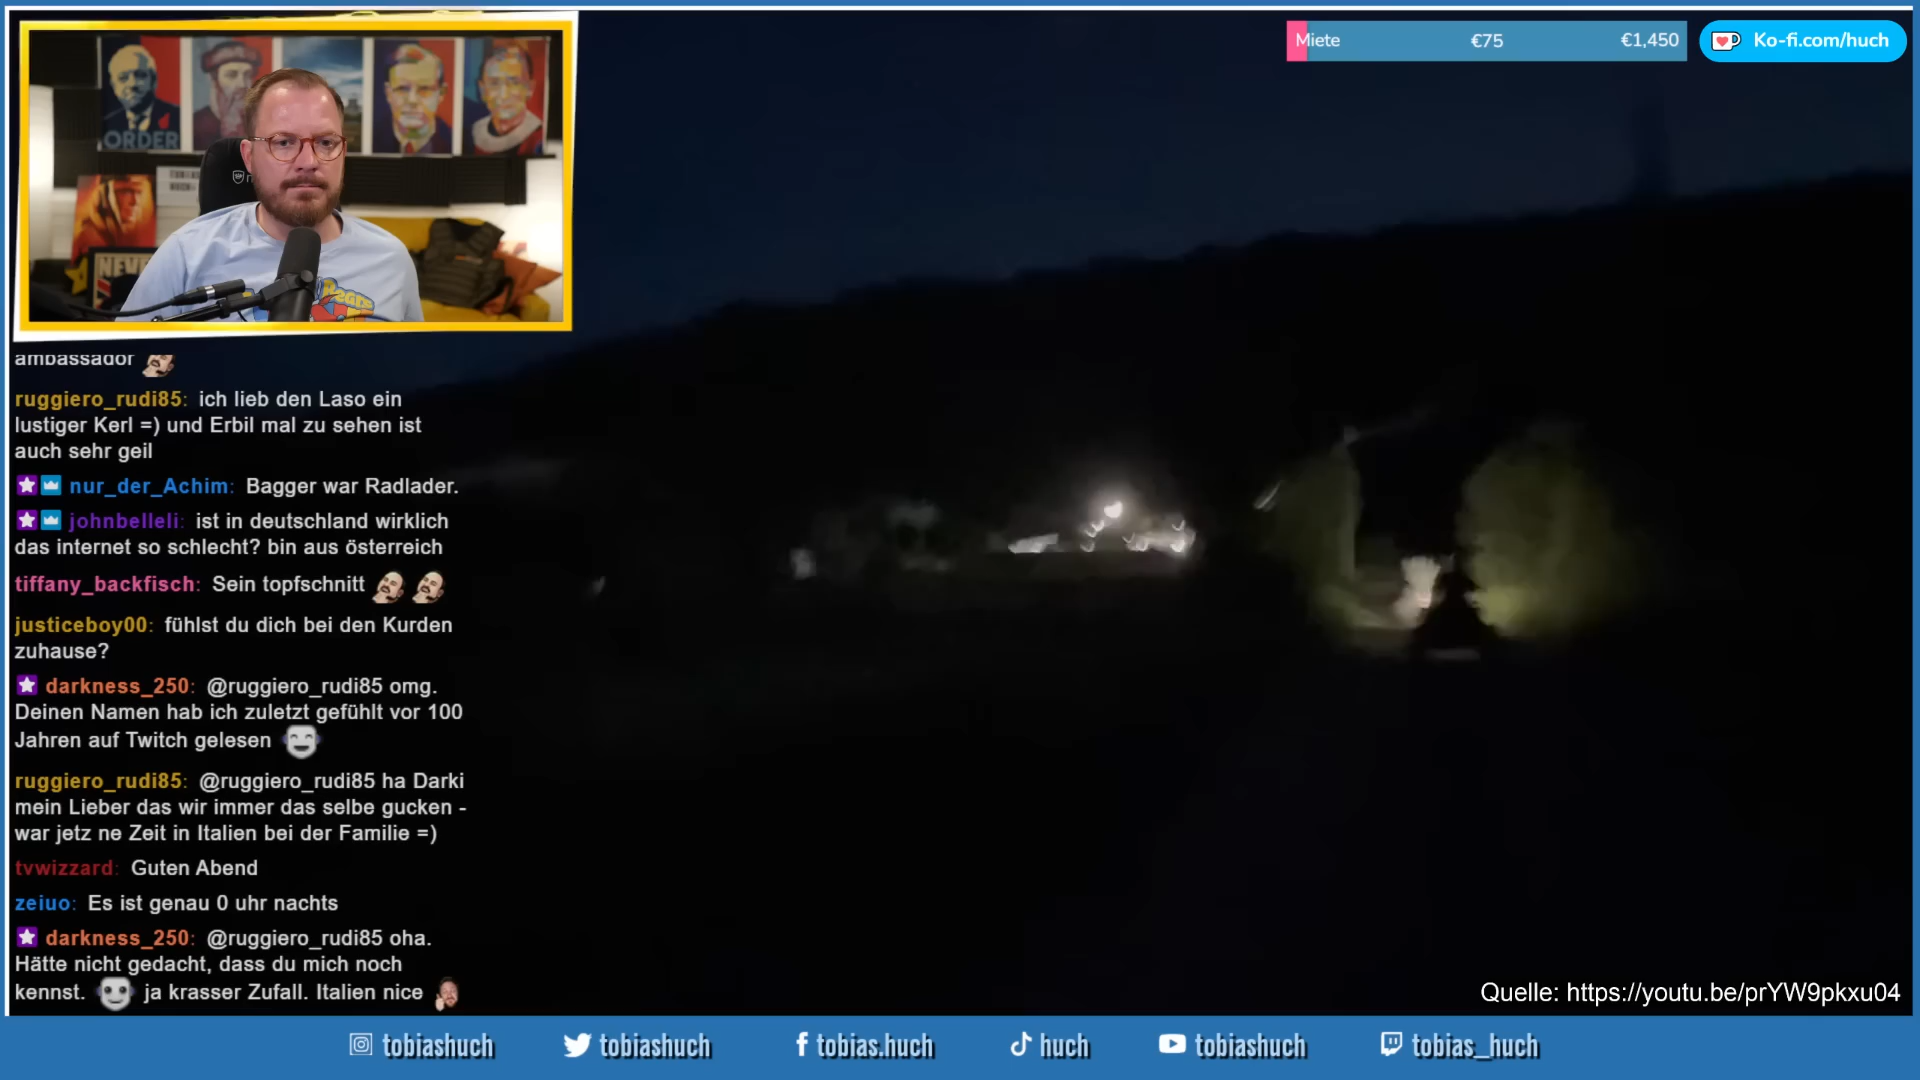 ORDER
NEVE
Miete €75 €1,450
Ko-fi.com/huch
ambassador
ruggiero_rudi85: ich lieb den Laso ein
lustiger Kerl =) und Erbil mal zu sehen ist
auch sehr geil
nur_der_Achim: Bagger war Radlader.
johnbelleli: ist in deutschland wirklich
das internet so schlecht? bin aus österreich
tiffany_backfisch: Sein topfschnitt
justiceboy00: fühlst du dich bei den Kurden
zuhause?
darkness_250: @ruggiero_rudi85 omg.
Deinen Namen hab ich zuletzt gefühlt vor 100
Jahren auf Twitch gelesen
ruggiero_rudi85: @ruggiero_rudi85 ha Darki
mein Lieber das wir immer das selbe gucken -
war jetz ne Zeit in Italien bei der Familie =)
tvwizzard: Guten Abend
zeiuo: Es ist genau 0 uhr nachts
darkness_250: @ruggiero_rudi85 oha.
Hätte nicht gedacht, dass du mich noch
kennst. ja krasser Zufall. Italien nice
Quelle: https://youtu.be/prYW9pkxu04
tobiashuch tobiashuch tobias.huch huch tobiashuch tobias_huch